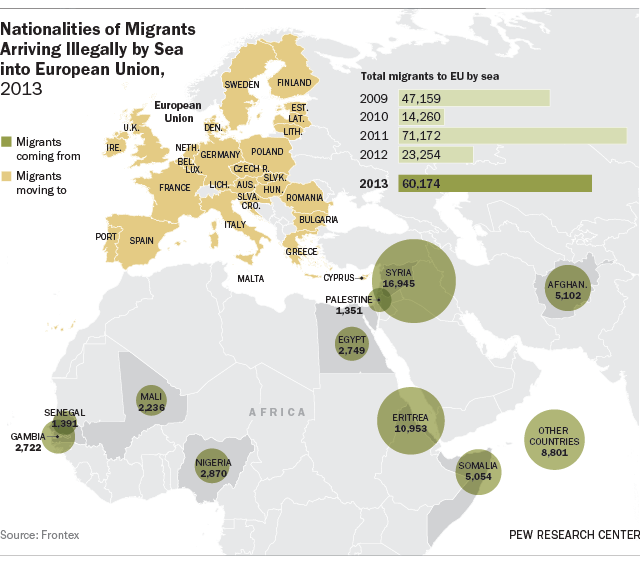 Nationalities of Migrants
Arriving Illegally by Sea
into European Union,
2013
Migrants
coming from
Migrants
moving to
Total migrants to EU by sea
2009 47,159
2010 14,260
2011 71,172
2012 23,254
2013 60,174
European
Union
SWEDEN
FINLAND
EST.
LAT.
LITH.
U.K.
DEN.
IRE.
NETH.
BEL.
LUX.
GERMANY
POLAND
CZECH R.
SLVK.
FRANCE
LICH.
AUS.
HUN.
SLVA.
CRO.
ROMANIA
BULGARIA
ITALY
PORT
SPAIN
GREECE
MALTA
CYPRUS
SYRIA
16,945
PALESTINE
1,351
AFGHAN.
5,102
EGYPT
2,749
MALI
2,236
SENEGAL
1,391
GAMBIA
2,722
AFRICA
ERITREA
10,953
OTHER
COUNTRIES
8,801
NIGERIA
2,870
SOMALIA
5,054
Source: Frontex
PEW RESEARCH CENTER